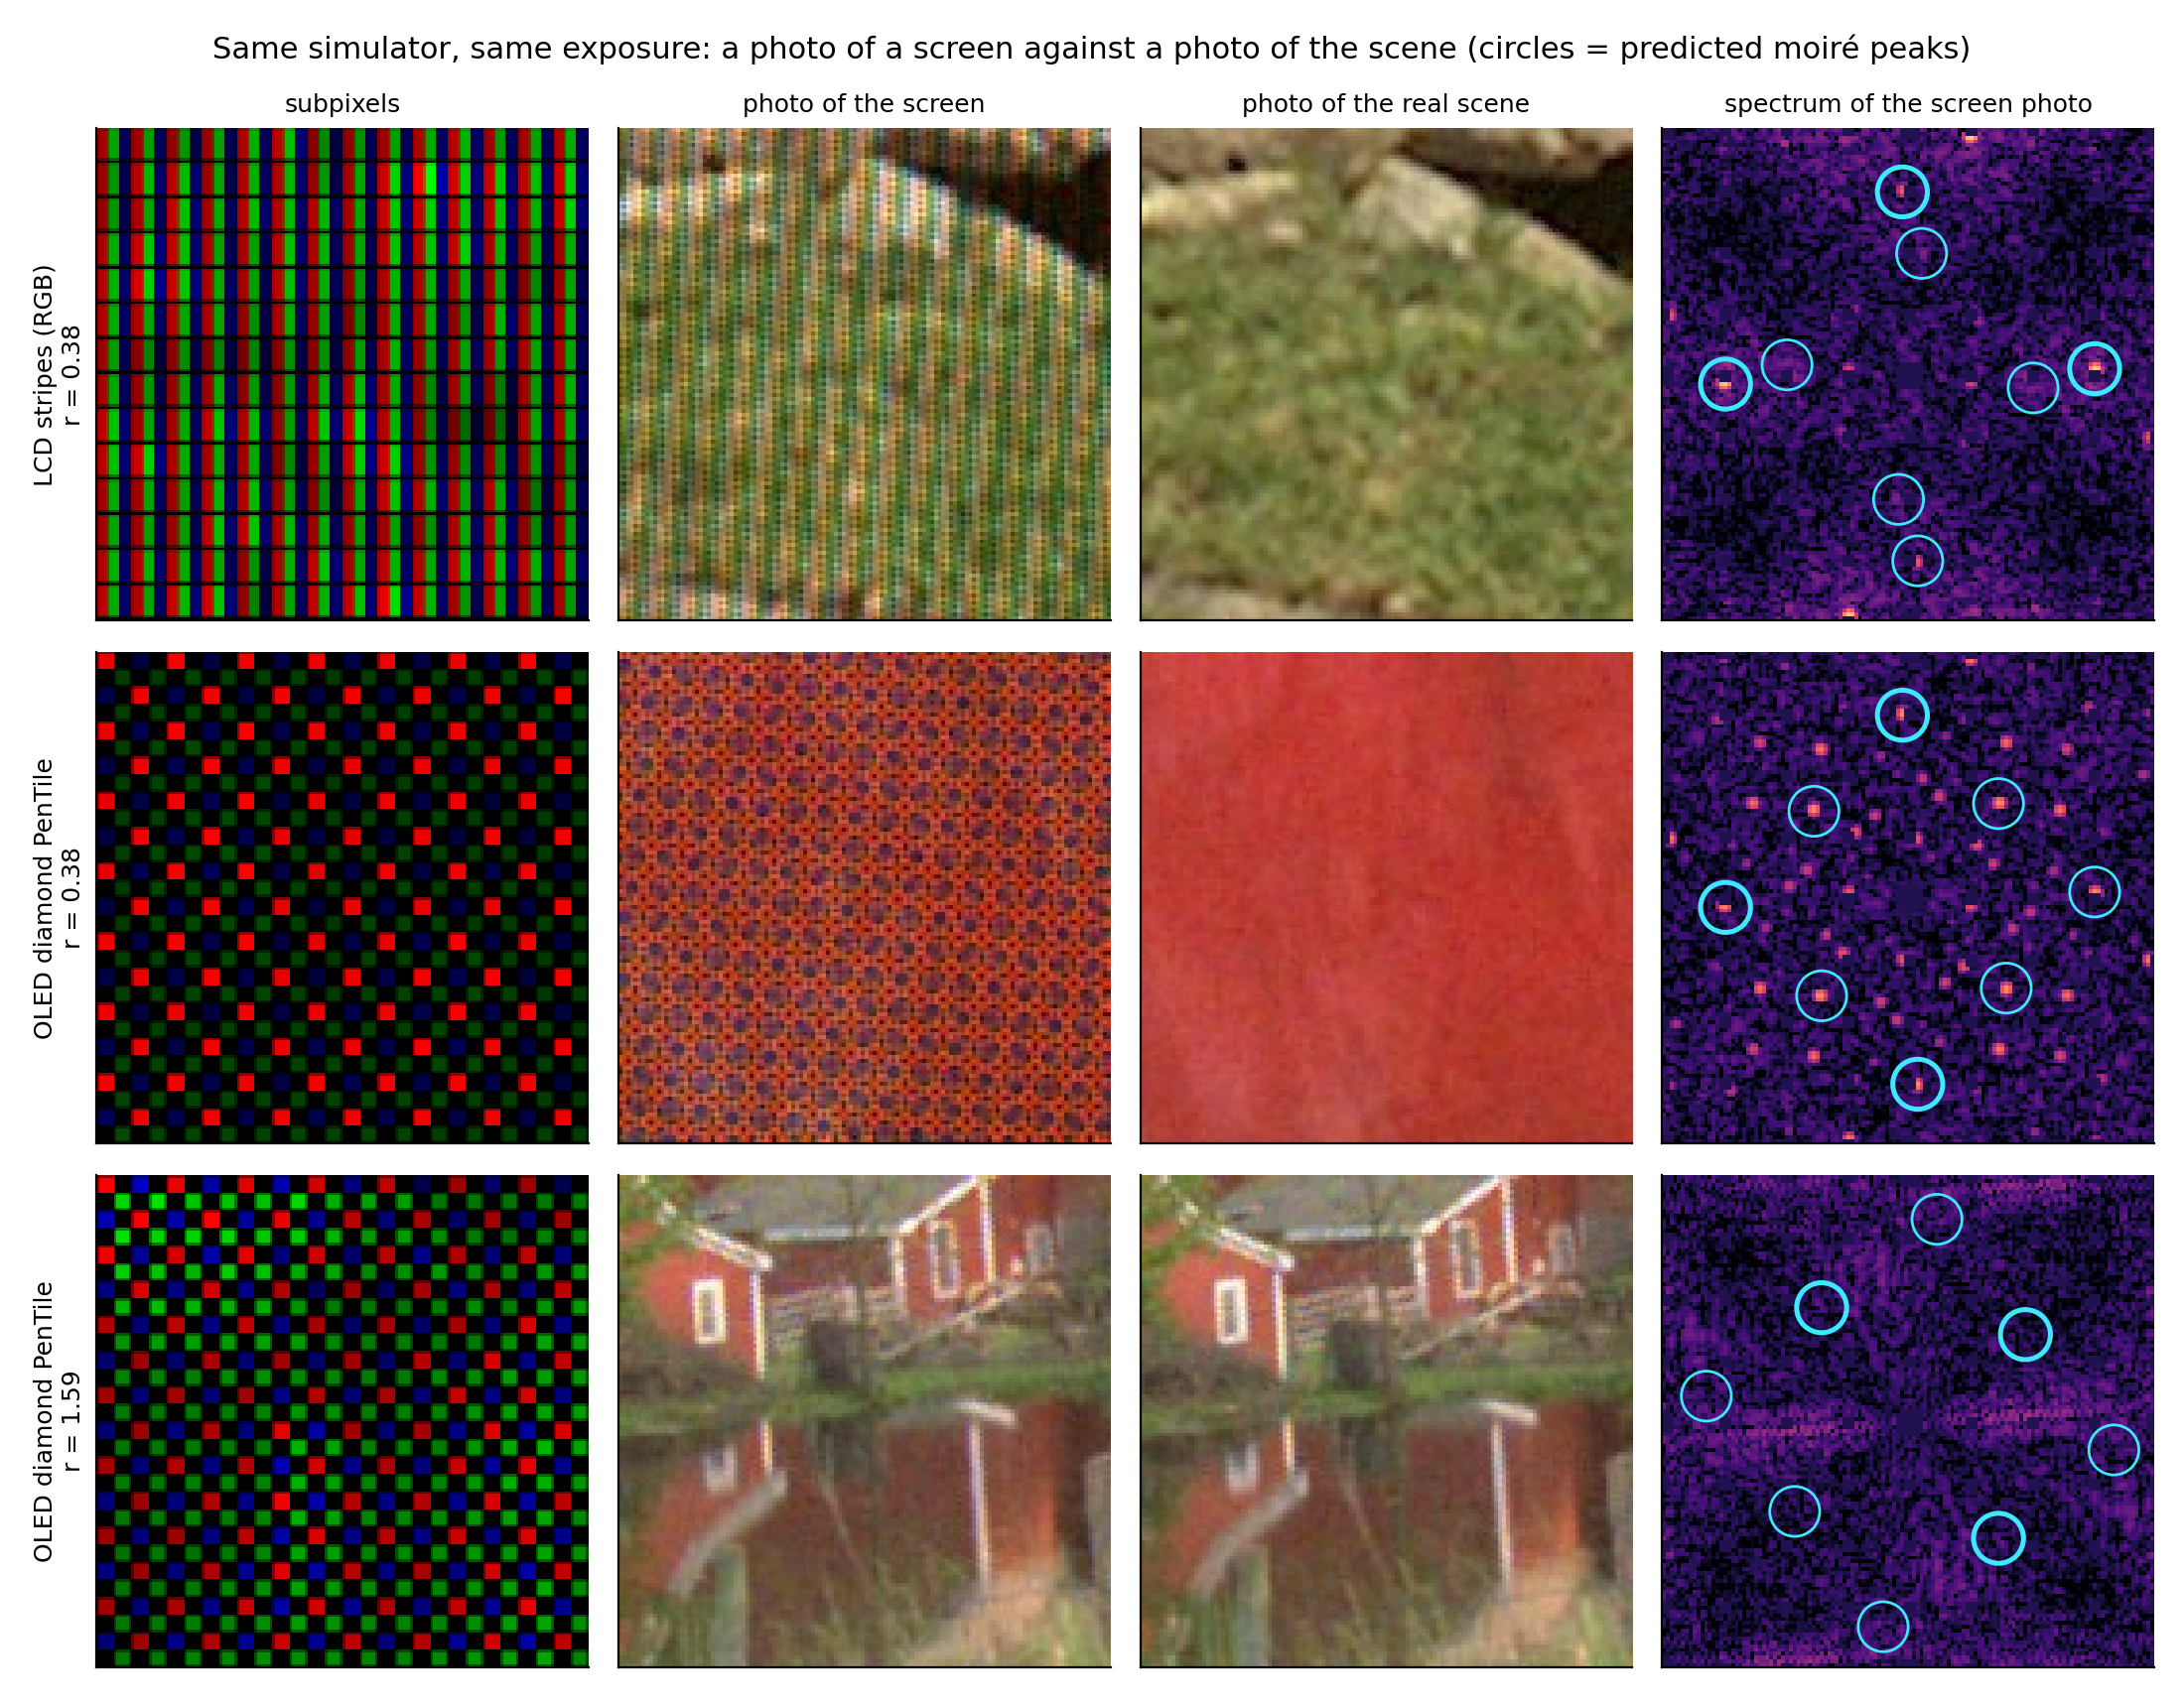 Same simulator, same exposure: a photo of a screen against a photo of the scene (circles = predicted moiré peaks)
subpixels
photo of the screen
photo of the real scene
spectrum of the screen photo
LCD stripes (RGB)
r = 0.38
OLED diamond PenTile
r = 0.38
OLED diamond PenTile
r = 1.59